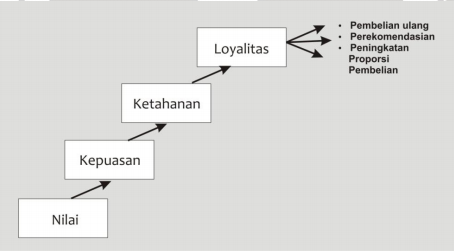 Loyalitas
• Pembelian ulang
• Perekomendasian
• Peningkatan
Proporsi
Pembelian
Ketahanan
Kepuasan
Nilai